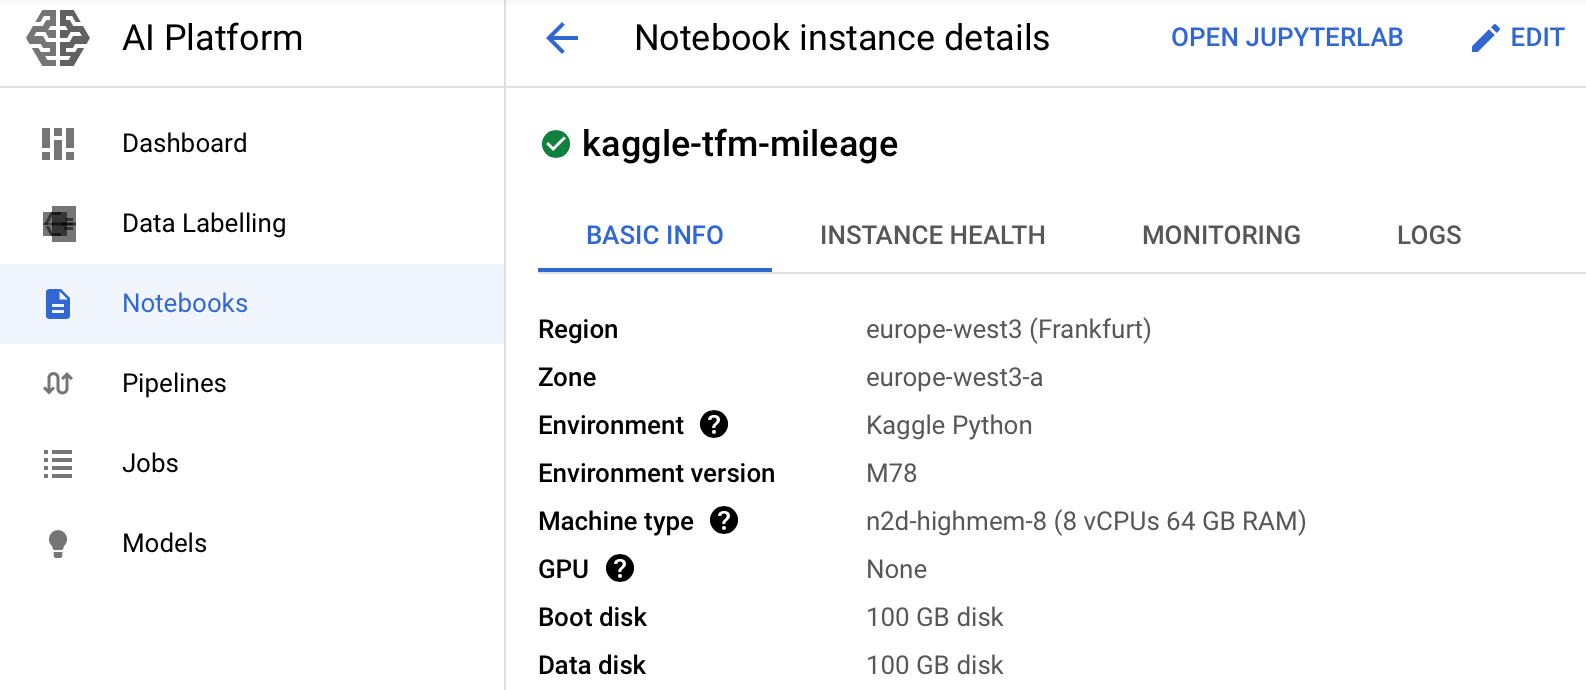 AI Platform
Notebook instance details
OPEN JUPYTERLAB
EDIT
Dashboard
Data Labelling
Notebooks
Pipelines
Jobs
Models
kaggle-tfm-mileage
BASIC INFO
INSTANCE HEALTH
MONITORING
LOGS
Region europe-west3 (Frankfurt)
Zone europe-west3-a
Environment ? Kaggle Python
Environment version M78
Machine type ? n2d-highmem-8 (8 vCPUs 64 GB RAM)
GPU ? None
Boot disk 100 GB disk
Data disk 100 GB disk